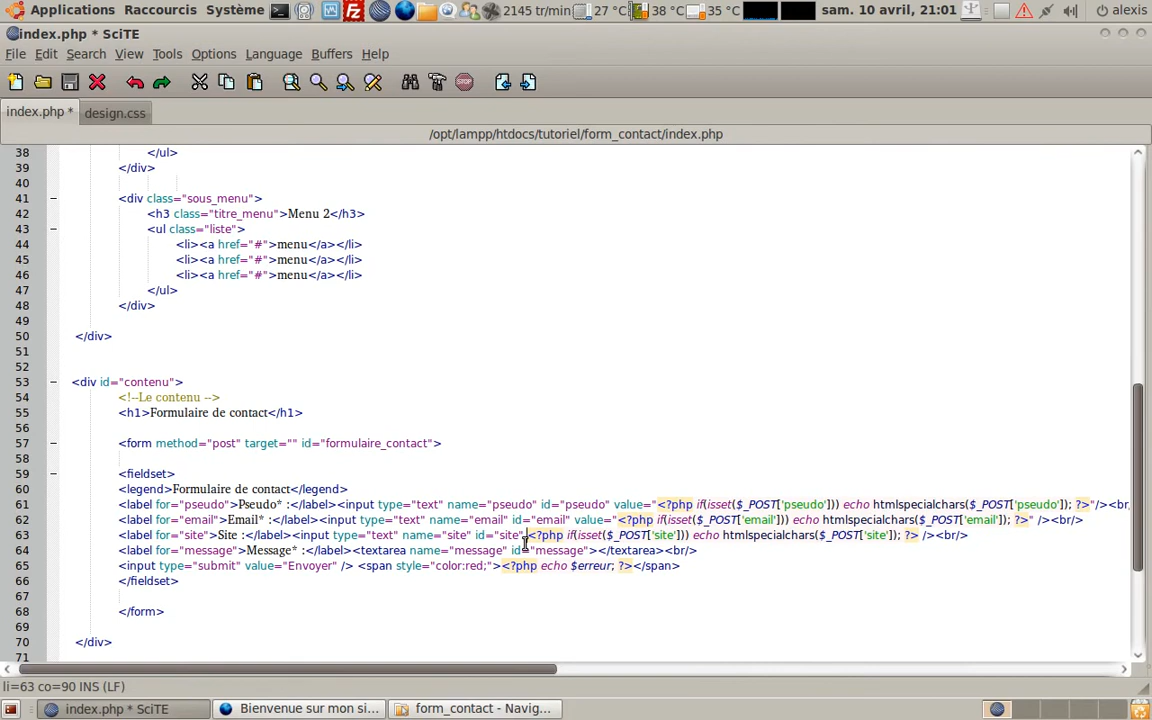 Applications Raccourcis Système 2145 tr/min 27 °C 38 °C 35 °C sam. 10 avril, 21:01 alexis
index.php * SciTE
File Edit Search View Tools Options Language Buffers Help
index.php * design.css
/opt/lampp/htdocs/tutoriel/form_contact/index.php
38 </ul>
39 </div>
40
41 <div class="sous_menu">
42 <h3 class="titre_menu">Menu 2</h3>
43 <ul class="liste">
44 <li><a href="#">menu</a></li>
45 <li><a href="#">menu</a></li>
46 <li><a href="#">menu</a></li>
47 </ul>
48 </div>
49
50 </div>
51
52
53 <div id="contenu">
54 <!--Le contenu -->
55 <h1>Formulaire de contact</h1>
56
57 <form method="post" target="" id="formulaire_contact">
58
59 <fieldset>
60 <legend>Formulaire de contact</legend>
61 <label for="pseudo">Pseudo* :</label><input type="text" name="pseudo" id="pseudo" value="<?php if(isset($_POST['pseudo'])) echo htmlspecialchars($_POST['pseudo']); ?>"/><br
62 <label for="email">Email* :</label><input type="text" name="email" id="email" value="<?php if(isset($_POST['email'])) echo htmlspecialchars($_POST['email']); ?>" /><br/>
63 <label for="site">Site :</label><input type="text" name="site" id="site" <?php if(isset($_POST['site'])) echo htmlspecialchars($_POST['site']); ?> /><br/>
64 <label for="message">Message* :</label><textarea name="message" id="message"></textarea><br/>
65 <input type="submit" value="Envoyer" /> <span style="color:red;"><?php echo $erreur; ?></span>
66 </fieldset>
67
68 </form>
69
70 </div>
71
li=63 co=90 INS (LF)
index.php * SciTE Bienvenue sur mon si... form_contact - Navig...